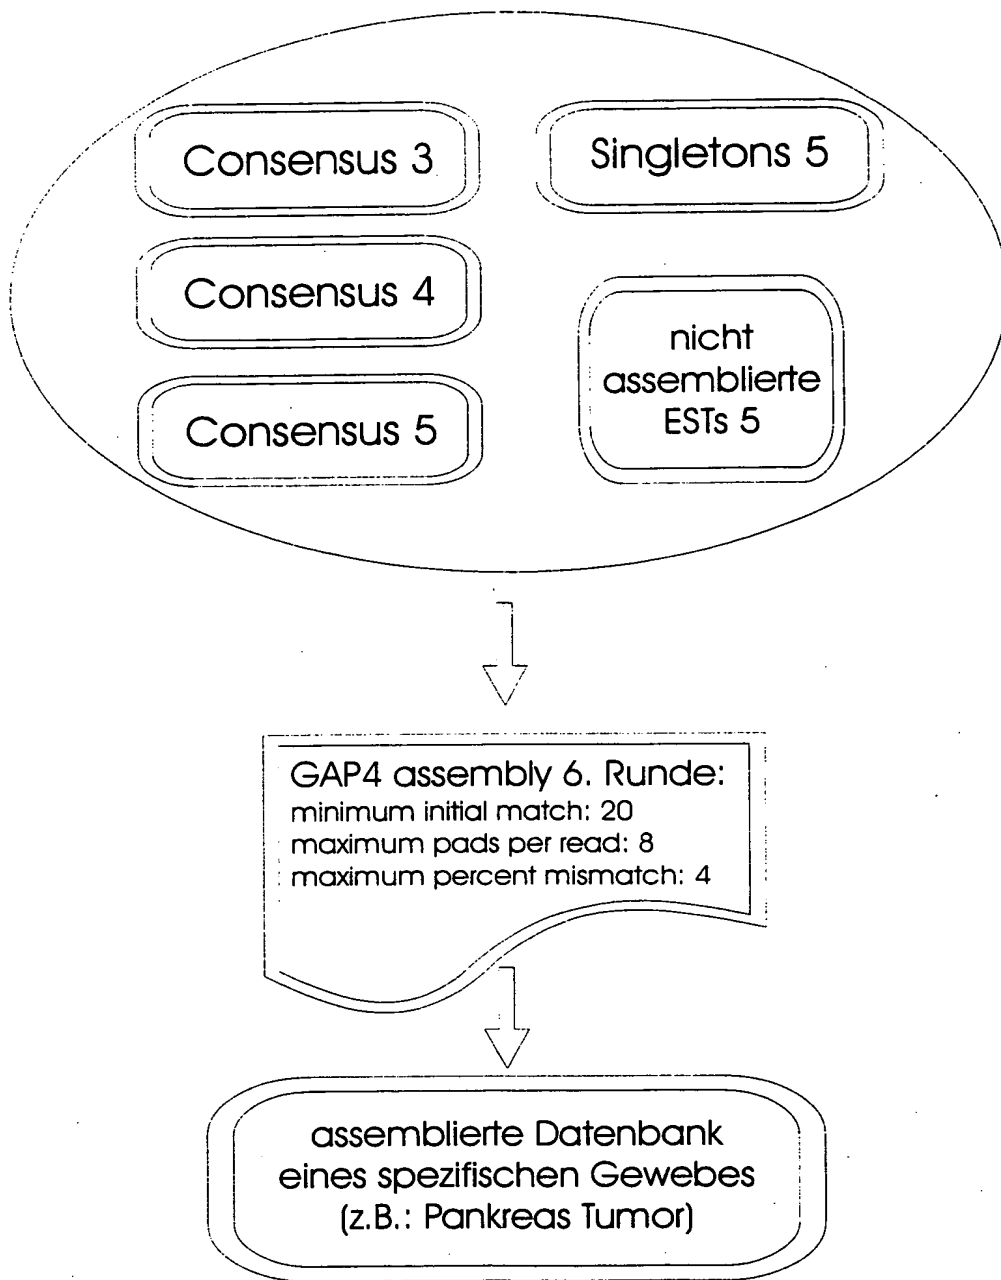 Consensus 3
Singletons 5
Consensus 4
nicht
assemblierte
ESTs 5
Consensus 5
GAP4 assembly 6. Runde:
minimum initial match: 20
maximum pads per read: 8
maximum percent mismatch: 4
assemblierte Datenbank
eines spezifischen Gewebes
(z.B.: Pankreas Tumor)